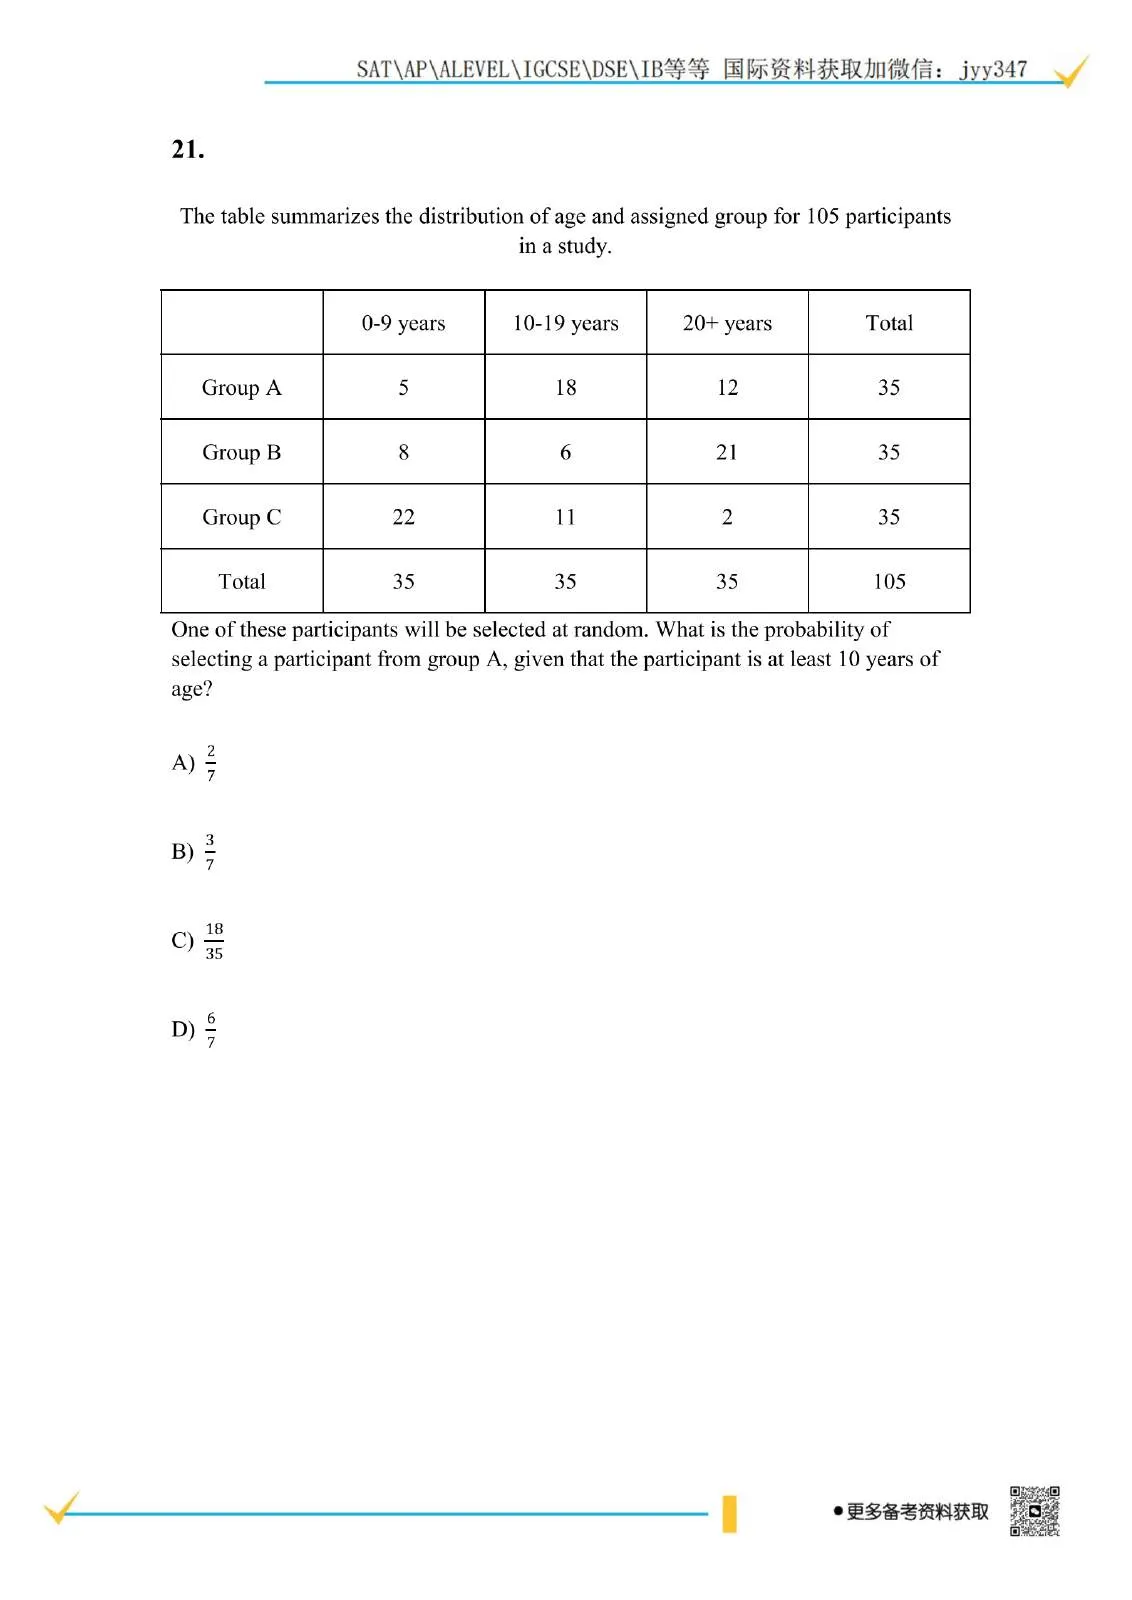 SAT\AP\ALEVEL\IGCSE\DSE\IB等等 国际资料获取加微信：jyy347
21.
The table summarizes the distribution of age and assigned group for 105 participants
in a study.
0-9 years 10-19 years 20+ years Total
Group A 5 18 12 35
Group B 8 6 21 35
Group C 22 11 2 35
Total 35 35 35 105
One of these participants will be selected at random. What is the probability of
selecting a participant from group A, given that the participant is at least 10 years of
age?
A) 2/7
B) 3/7
C) 18/35
D) 6/7
●更多备考资料获取